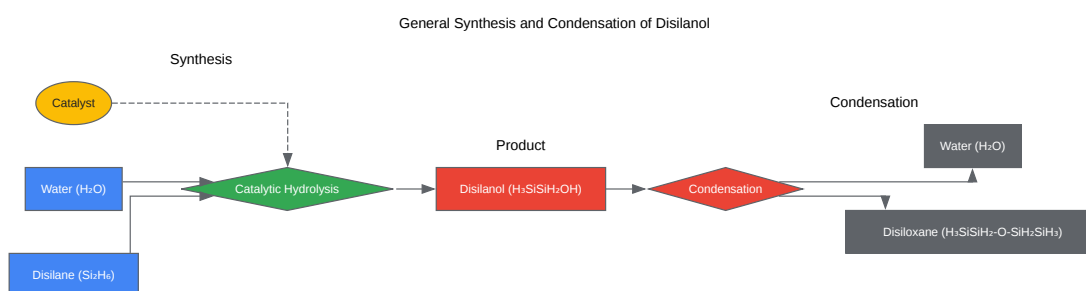 General Synthesis and Condensation of Disilanol
Synthesis
Catalyst
Condensation
Water (H₂O)
Product
Water (H₂O)
Catalytic Hydrolysis
Disilanol (H₃SiSiH₂OH)
Condensation
Disiloxane (H₃SiSiH₂-O-SiH₂SiH₃)
Disilane (Si₂H₆)